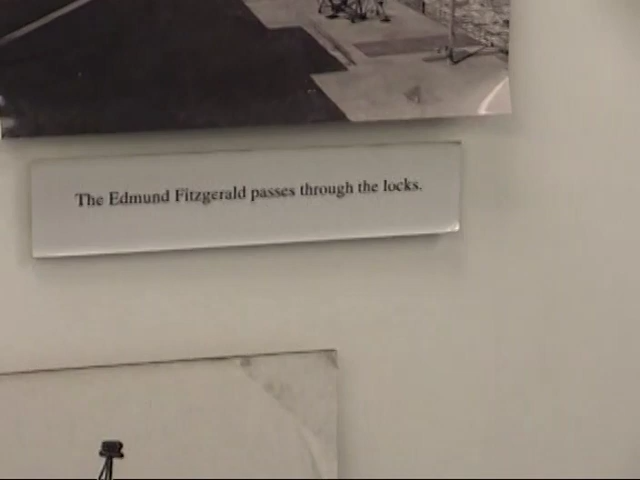 The Edmund Fitzgerald passes through the locks.